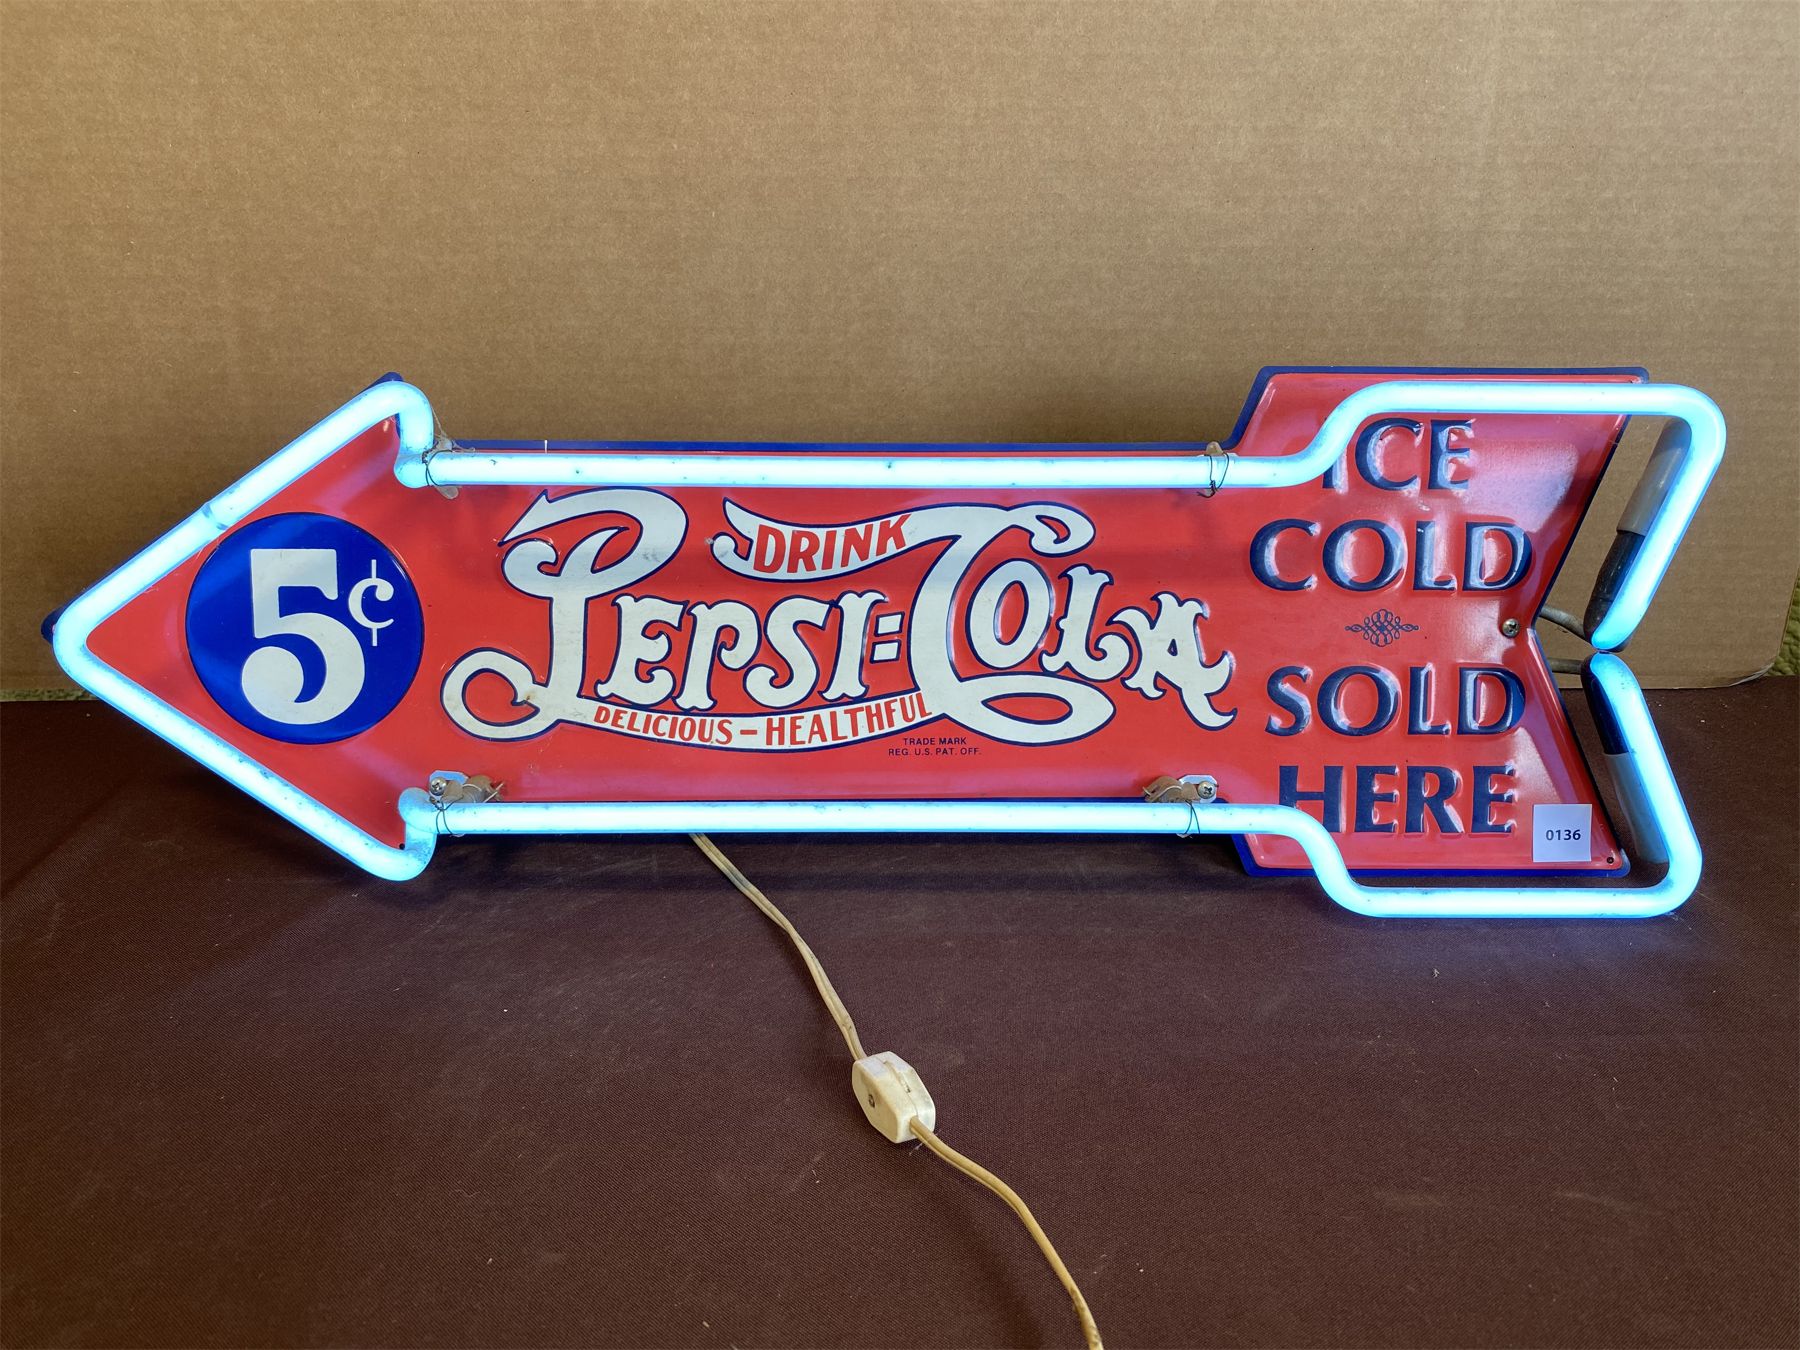 5¢
DRINK
PEPSI=COLA
DELICIOUS-HEALTHFUL
TRADE MARK
REG. U.S. PAT. OFF.
ICE
COLD
SOLD
HERE
0136